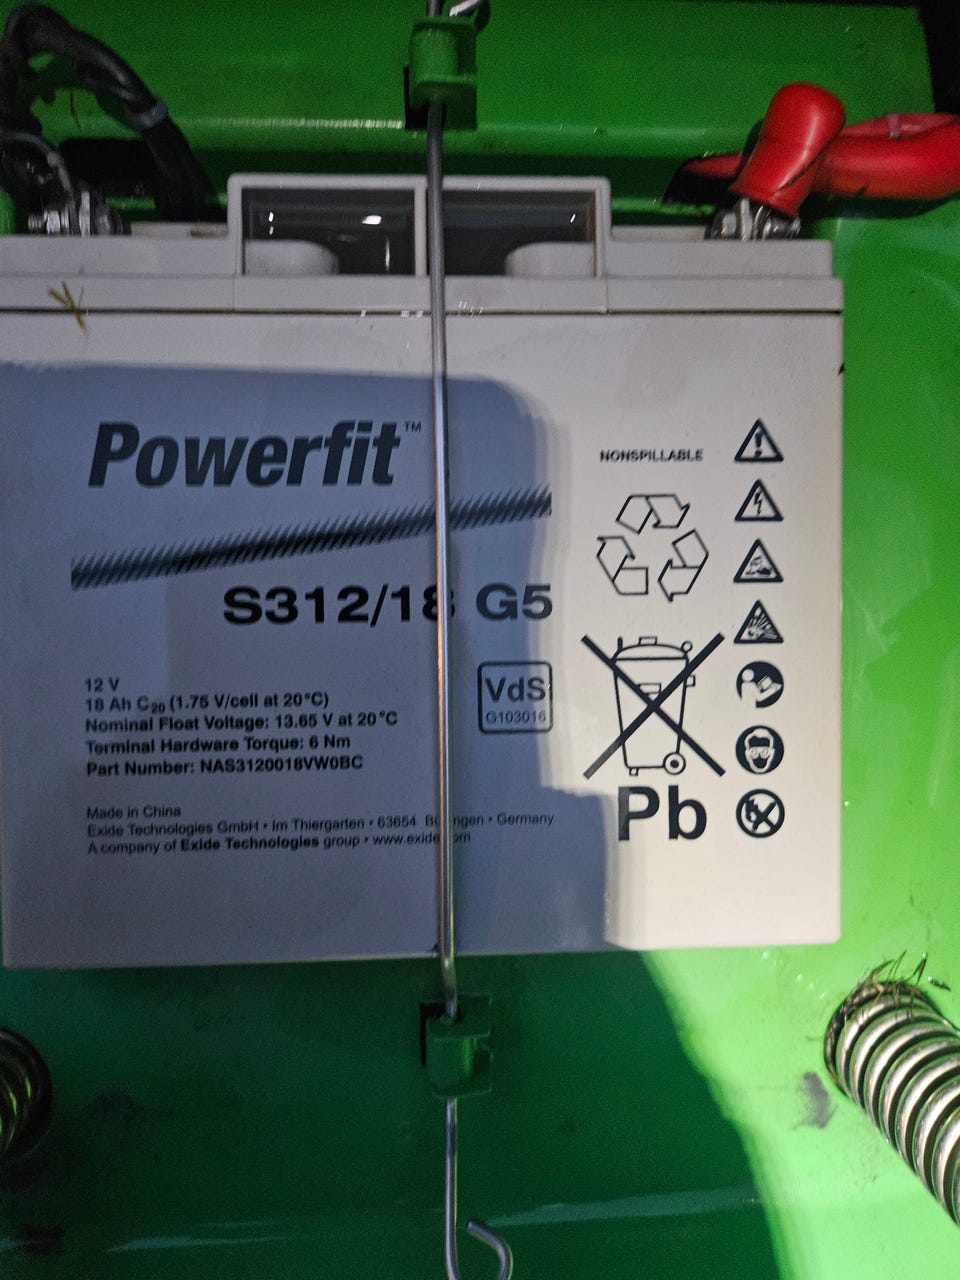 Powerfit™
S312/18 G5
12 V
18 Ah C20 (1.75 V/cell at 20°C)
Nominal Float Voltage: 13.65 V at 20°C
Terminal Hardware Torque: 6 Nm
Part Number: NAS3120018VW0BC
VdS
G103016
Made in China
Exide Technologies GmbH • Im Thiergarten • 63654 • Germany
A company of Exide Technologies group •
NONSPILLABLE
Pb